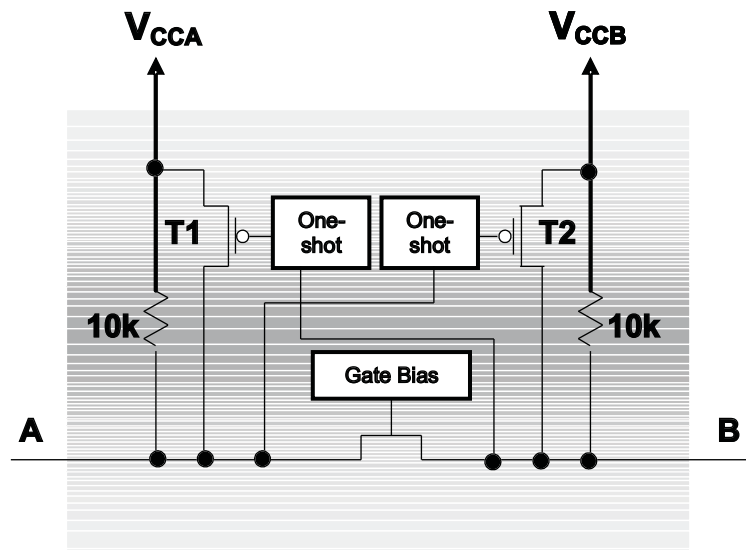 VCCA
VCCB
One-
shot
One-
shot
T1
T2
10k
10k
Gate Bias
A
B